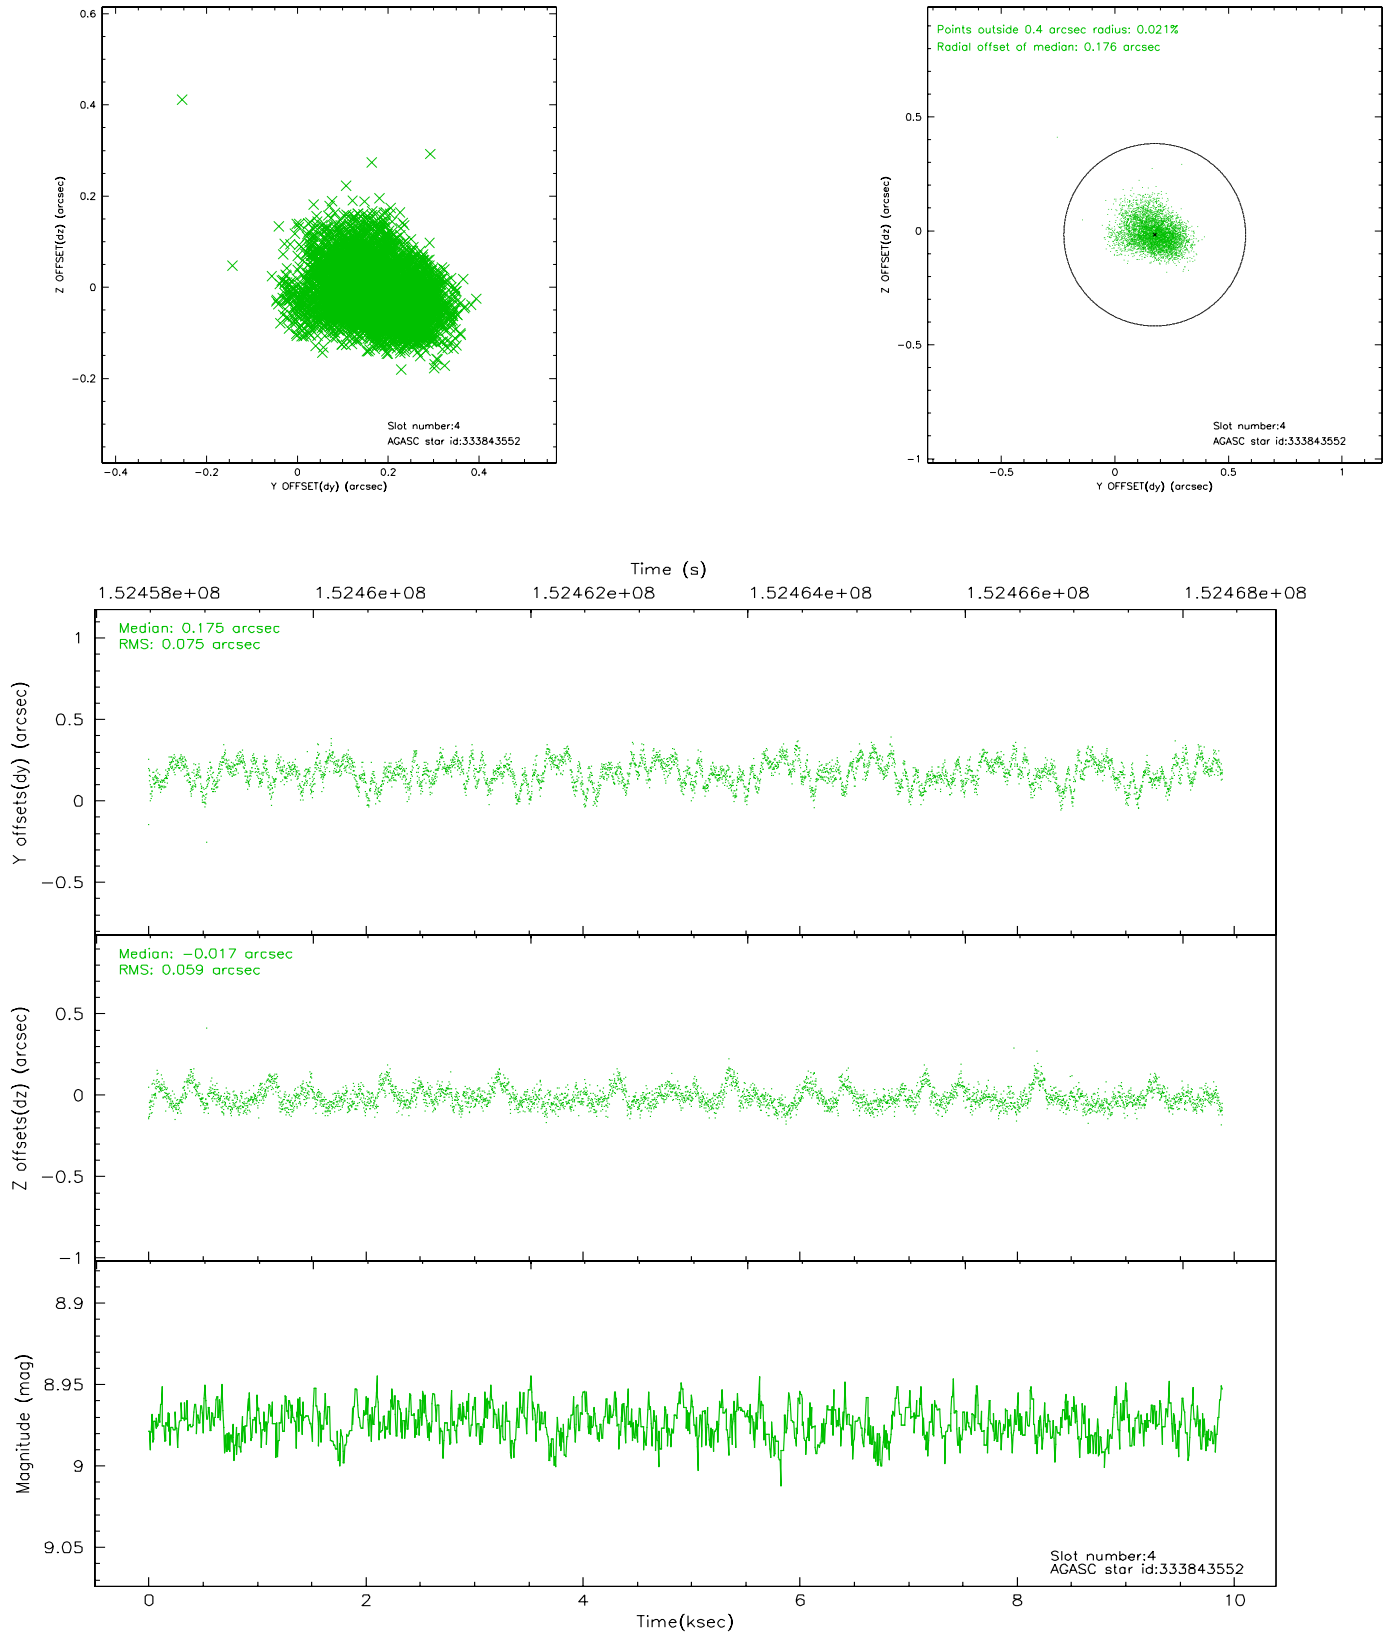 0.6
0.4
0.2
0
−0.2
−0.4
−0.2
0
0.2
0.4
Z OFFSET(dz) (arcsec)
Y OFFSET(dy) (arcsec)
Slot number:4
AGASC star id:333843552
Points outside 0.4 arcsec radius: 0.021%
Radial offset of median: 0.176 arcsec
0.5
0
−0.5
−1
−0.5
0
0.5
1
Z OFFSET(dz) (arcsec)
Y OFFSET(dy) (arcsec)
Slot number:4
AGASC star id:333843552
Time (s)
1.52458e+08
1.5246e+08
1.52462e+08
1.52464e+08
1.52466e+08
1.52468e+08
Median: 0.175 arcsec
RMS: 0.075 arcsec
1
0.5
0
−0.5
Y offsets(dy) (arcsec)
Median: −0.017 arcsec
RMS: 0.059 arcsec
0.5
0
−0.5
−1
Z offsets(dz) (arcsec)
8.9
8.95
9
9.05
Magnitude (mag)
Slot number:4
AGASC star id:333843552
0
2
4
6
8
10
Time(ksec)